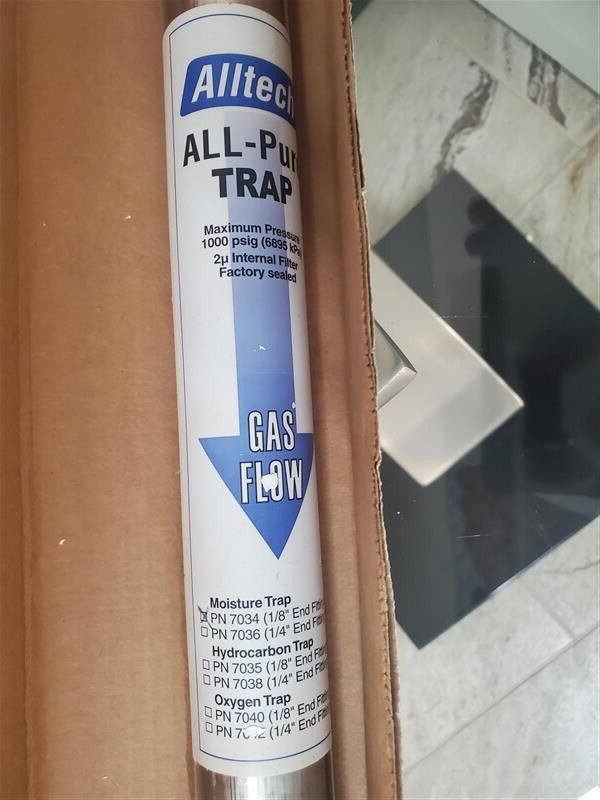 Alltech
ALL-Pur
TRAP
Maximum Pressure
1000 psig (6895 kPa
2µ Internal Filter
Factory sealed
GAS
FLOW
Moisture Trap
PN 7034 (1/8" End Fitt
PN 7036 (1/4" End Fitt
Hydrocarbon Trap
PN 7035 (1/8" End Fitt
PN 7038 (1/4" End Fitt
Oxygen Trap
PN 7040 (1/8" End Fitt
PN (1/4" End Fitt